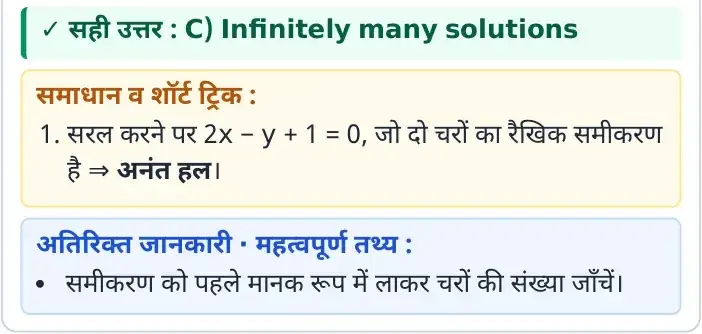 ✓ सही उत्तर : C) Infinitely many solutions
समाधान व शॉर्ट ट्रिक :
1. सरल करने पर 2x − y + 1 = 0, जो दो चरों का रैखिक समीकरण
है ⇒ अनंत हल।
अतिरिक्त जानकारी · महत्वपूर्ण तथ्य :
• समीकरण को पहले मानक रूप में लाकर चरों की संख्या जाँचें।